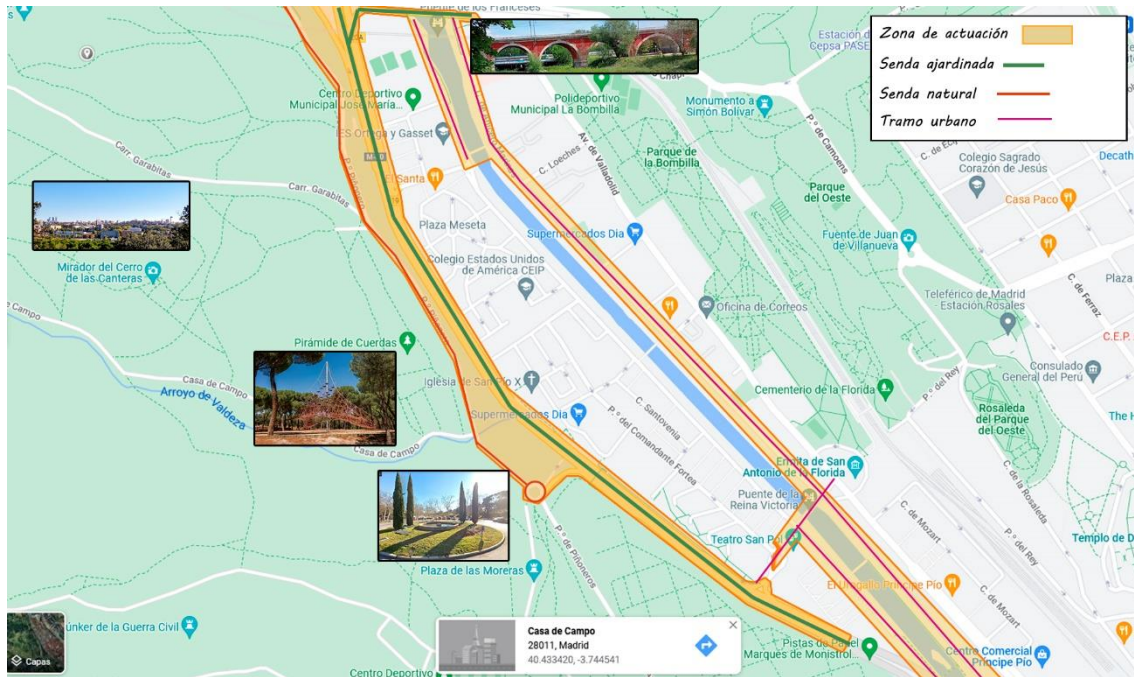 Puente de los Franceses
Estación de
Cepsa PASE
Zona de actuación
Senda ajardinada
Senda natural
Tramo urbano
Centro Deportivo
Municipal José María...
Polideportivo
Municipal La Bombilla
Monumento a
Simón Bolívar
P.º de Camoens
IES Ortega y Gasset
C. Loeches
Av. de Valladolid
Parque de
la Bombilla
Colegio Sagrado
Corazón de Jesús
Decath
Carr. Garabitas
Carr. Garabitas
El Santa
Parque
del Oeste
Casa Paco
Plaza Meseta
Supermercados Dia
Fuente de Juan
de Villanueva
Mirador del Cerro
de las Canteras
Colegio Estados Unidos
de América CEIP
Oficina de Correos
Teleférico de Madrid
Estación Rosales
C. de Ferraz
Plaza
C.E.P.
Pirámide de Cuerdas
Consulado
General del Perú
Casa de Campo
Arroyo de Valdeza
Iglesia de San Pío X
Cementerio de la Florida
P.º del Rey
Rosaleda
del Parque
del Oeste
The H
Supermercados Dia
C. Santovenia
P.º del Comandante Fortea
C. de la Rosaleda
Casa de Campo
Ermita de San
Antonio de la Florida
Puente de la
Reina Victoria
C. de Mozart
P.º del Rey
Templo de D
Teatro San Pol
P.º de Piñoneros
Plaza de las Moreras
El Urogallo Príncipe Pío
C. de Mozart
únker de la Guerra Civil
Casa de Campo
28011, Madrid
40.433420, -3.744541
Capas
Centro Deportivo
Pistas de Pádel
Marqués de Monistrol...
Centro Comercial
Príncipe Pío